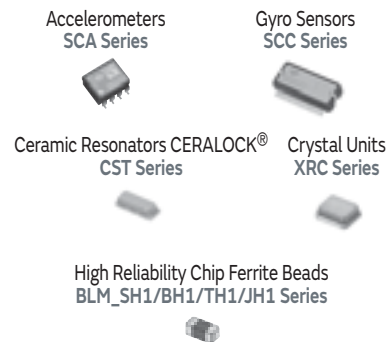 Accelerometers
SCA Series
Gyro Sensors
SCC Series
Ceramic Resonators CERALOCK®
CST Series
Crystal Units
XRC Series
High Reliability Chip Ferrite Beads
BLM_SH1/BH1/TH1/JH1 Series